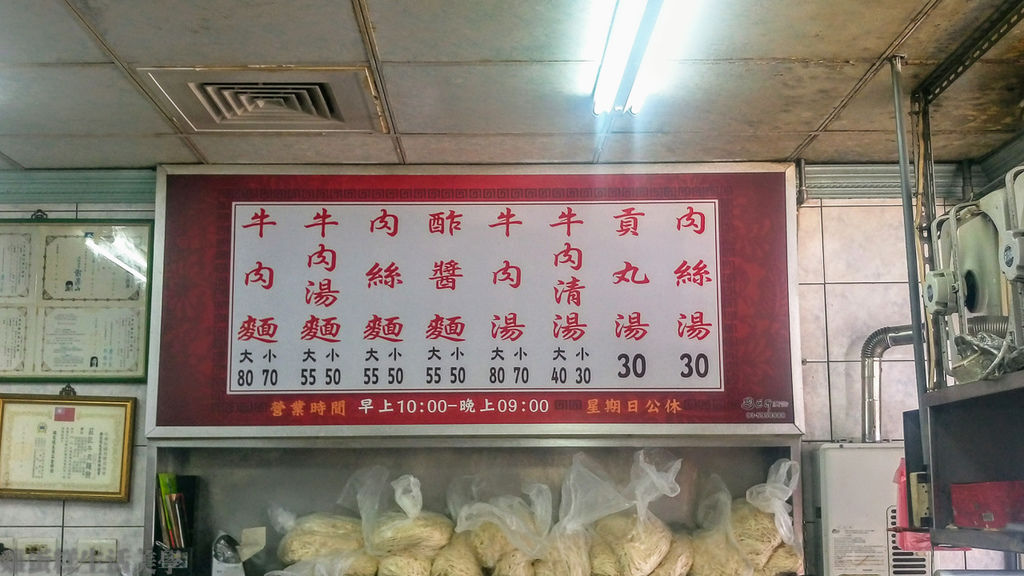 牛肉麵
大 小
80 70
牛肉湯麵
大 小
55 50
肉絲麵
大 小
55 50
酢醬麵
大 小
55 50
牛肉湯
大 小
80 70
牛肉清湯
大 小
40 30
貢丸湯
30
肉絲湯
30
營業時間 早上10:00-晚上09:00 星期日公休